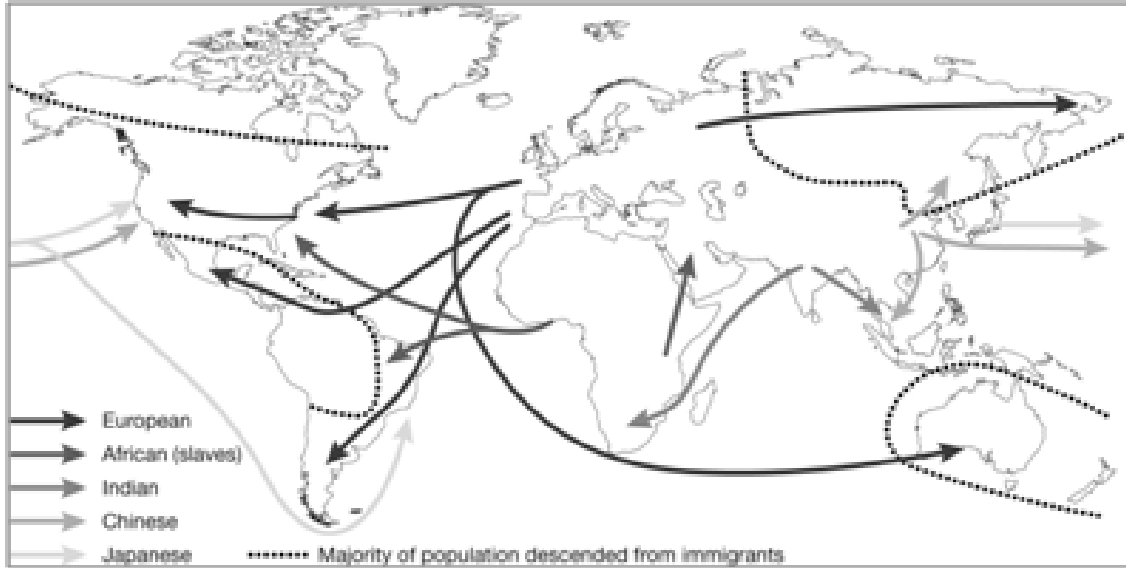 European
African (slaves)
Indian
Chinese
Japanese
Majority of population descended from immigrants